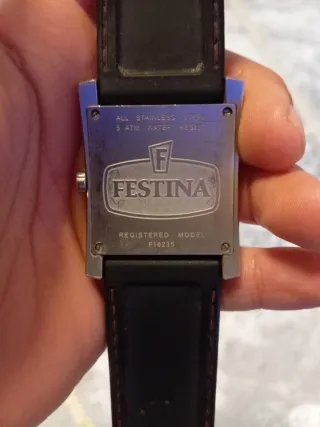 ALL STAINLESS STEEL
5 ATM WATER RESIST
F
FESTINA
REGISTERED MODEL
F16235